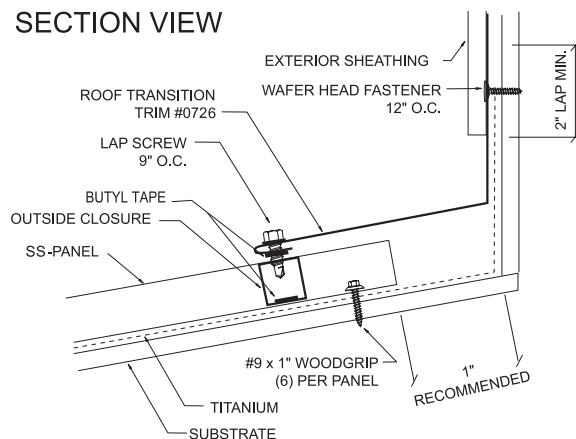 SECTION VIEW
EXTERIOR SHEATHING
WAFER HEAD FASTENER
12" O.C.
2" LAP MIN.
ROOF TRANSITION
TRIM #0726
LAP SCREW
9" O.C.
BUTYL TAPE
OUTSIDE CLOSURE
SS-PANEL
#9 x 1" WOODGRIP
(6) PER PANEL
1"
RECOMMENDED
TITANIUM
SUBSTRATE